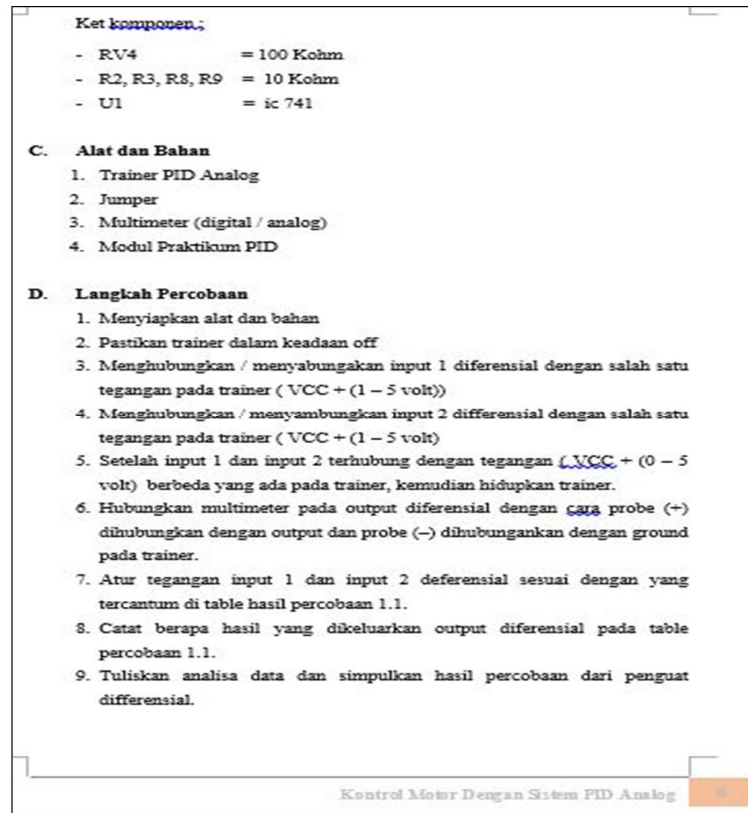 Ket komponen ;
- RV4 = 100 Kohm
- R2, R3, R8, R9 = 10 Kohm
- U1 = ic 741
C. Alat dan Bahan
1. Trainer PID Analog
2. Jumper
3. Multimeter (digital / analog)
4. Modul Praktikum PID
D. Langkah Percobaan
1. Menyiapkan alat dan bahan
2. Pastikan trainer dalam keadaan off
3. Menghubungkan / menyabungakan input 1 diferensial dengan salah satu
tegangan pada trainer ( VCC + (1 – 5 volt))
4. Menghubungkan / menyambungkan input 2 differensial dengan salah satu
tegangan pada trainer ( VCC + (1 – 5 volt)
5. Setelah input 1 dan input 2 terhubung dengan tegangan ( VCC + (0 – 5
volt) berbeda yang ada pada trainer, kemudian hidupkan trainer.
6. Hubungkan multimeter pada output diferensial dengan cara probe (+)
dihubungkan dengan output dan probe (–) dihubungankan dengan ground
pada trainer.
7. Atur tegangan input 1 dan input 2 deferensial sesuai dengan yang
tercantum di table hasil percobaan 1.1.
8. Catat berapa hasil yang dikeluarkan output diferensial pada table
percobaan 1.1.
9. Tuliskan analisa data dan simpulkan hasil percobaan dari penguat
differensial.
Kontrol Motor Dengan Sistem PID Analog